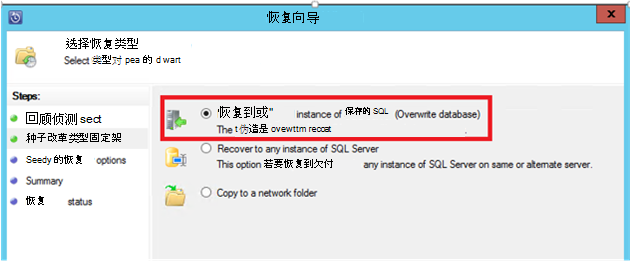 恢复向导
x
选择恢复类型
Select 类型对 pea 的 d wart
Steps:
回顾侦测 sect
种子改革类型固定架
Seedy 的恢复 options
Summary
恢复 status
恢复到或" instance of 保存的 SQL (Overwrite database)
The t 伪造是 ovewttm recoat .
Recover to any instance of SQL Server
This option 若要恢复到欠付 any instance of SQL Server on same or alternate server.
Copy to a network folder